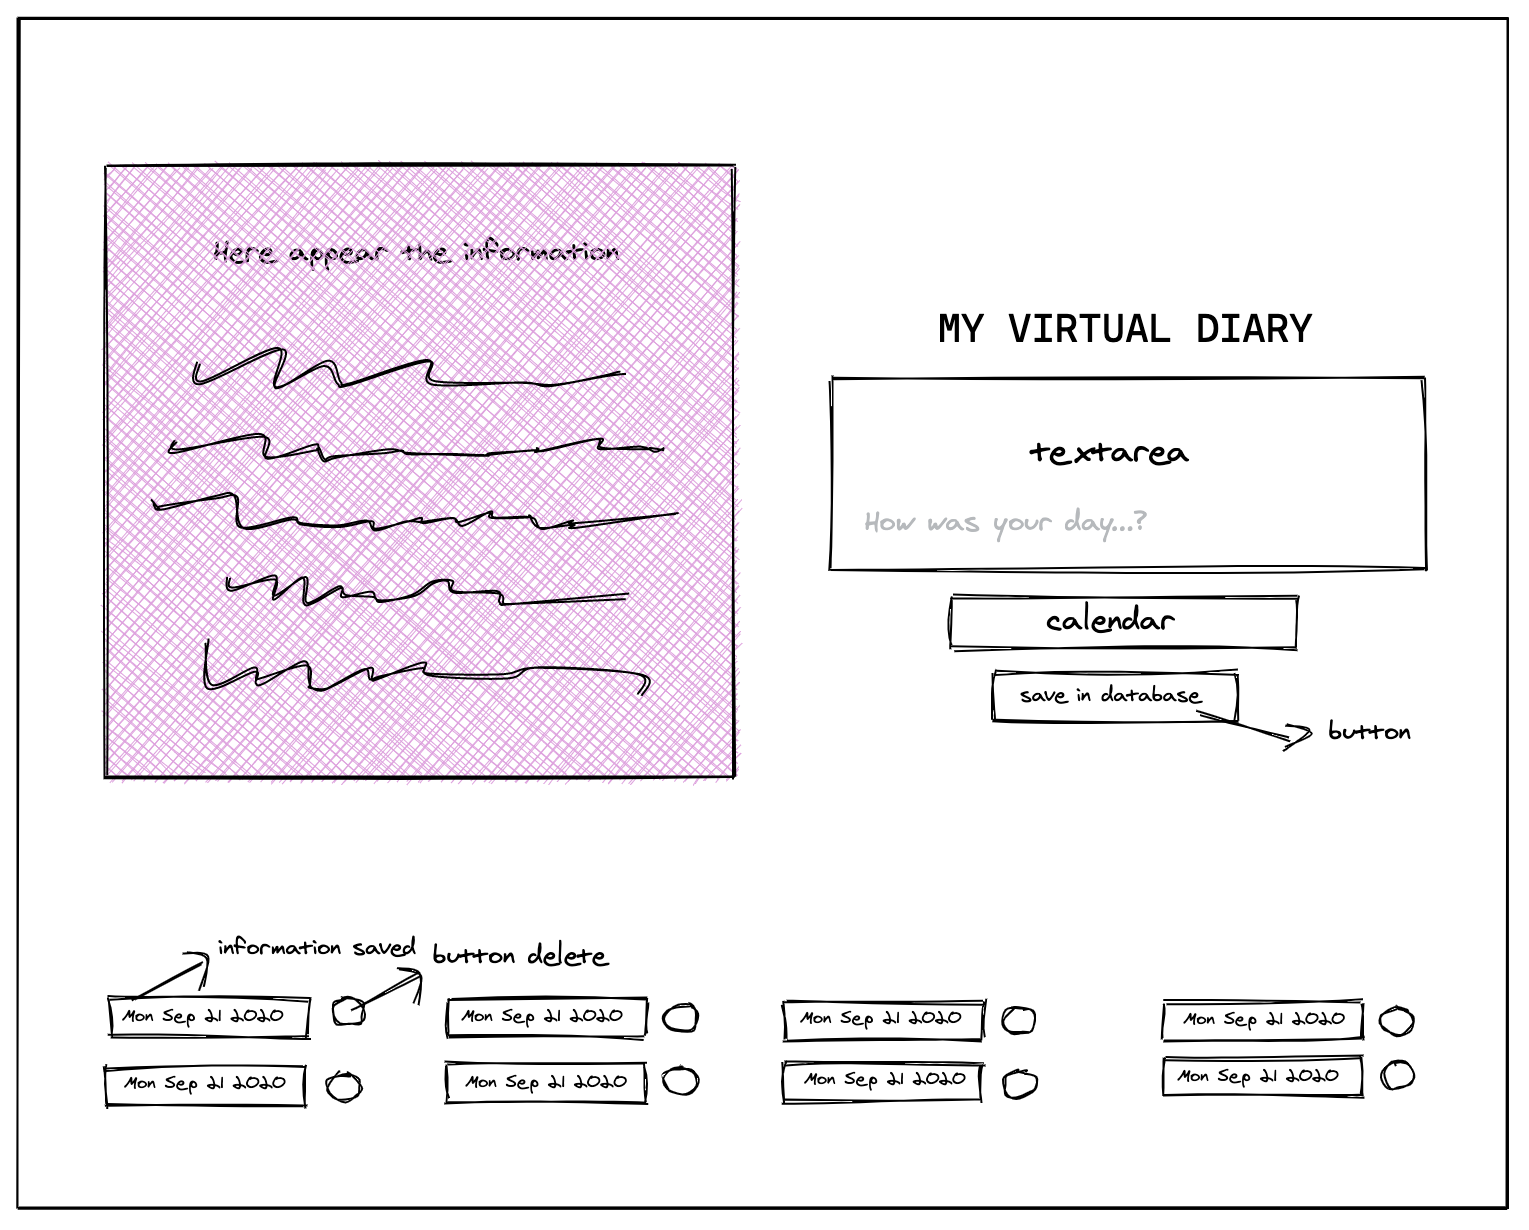 Here appear the information
MY VIRTUAL DIARY
textarea
How was your day...?
calendar
save in database
button
information saved
button delete
Mon Sep 21 2020
Mon Sep 21 2020
Mon Sep 21 2020
Mon Sep 21 2020
Mon Sep 21 2020
Mon Sep 21 2020
Mon Sep 21 2020
Mon Sep 21 2020